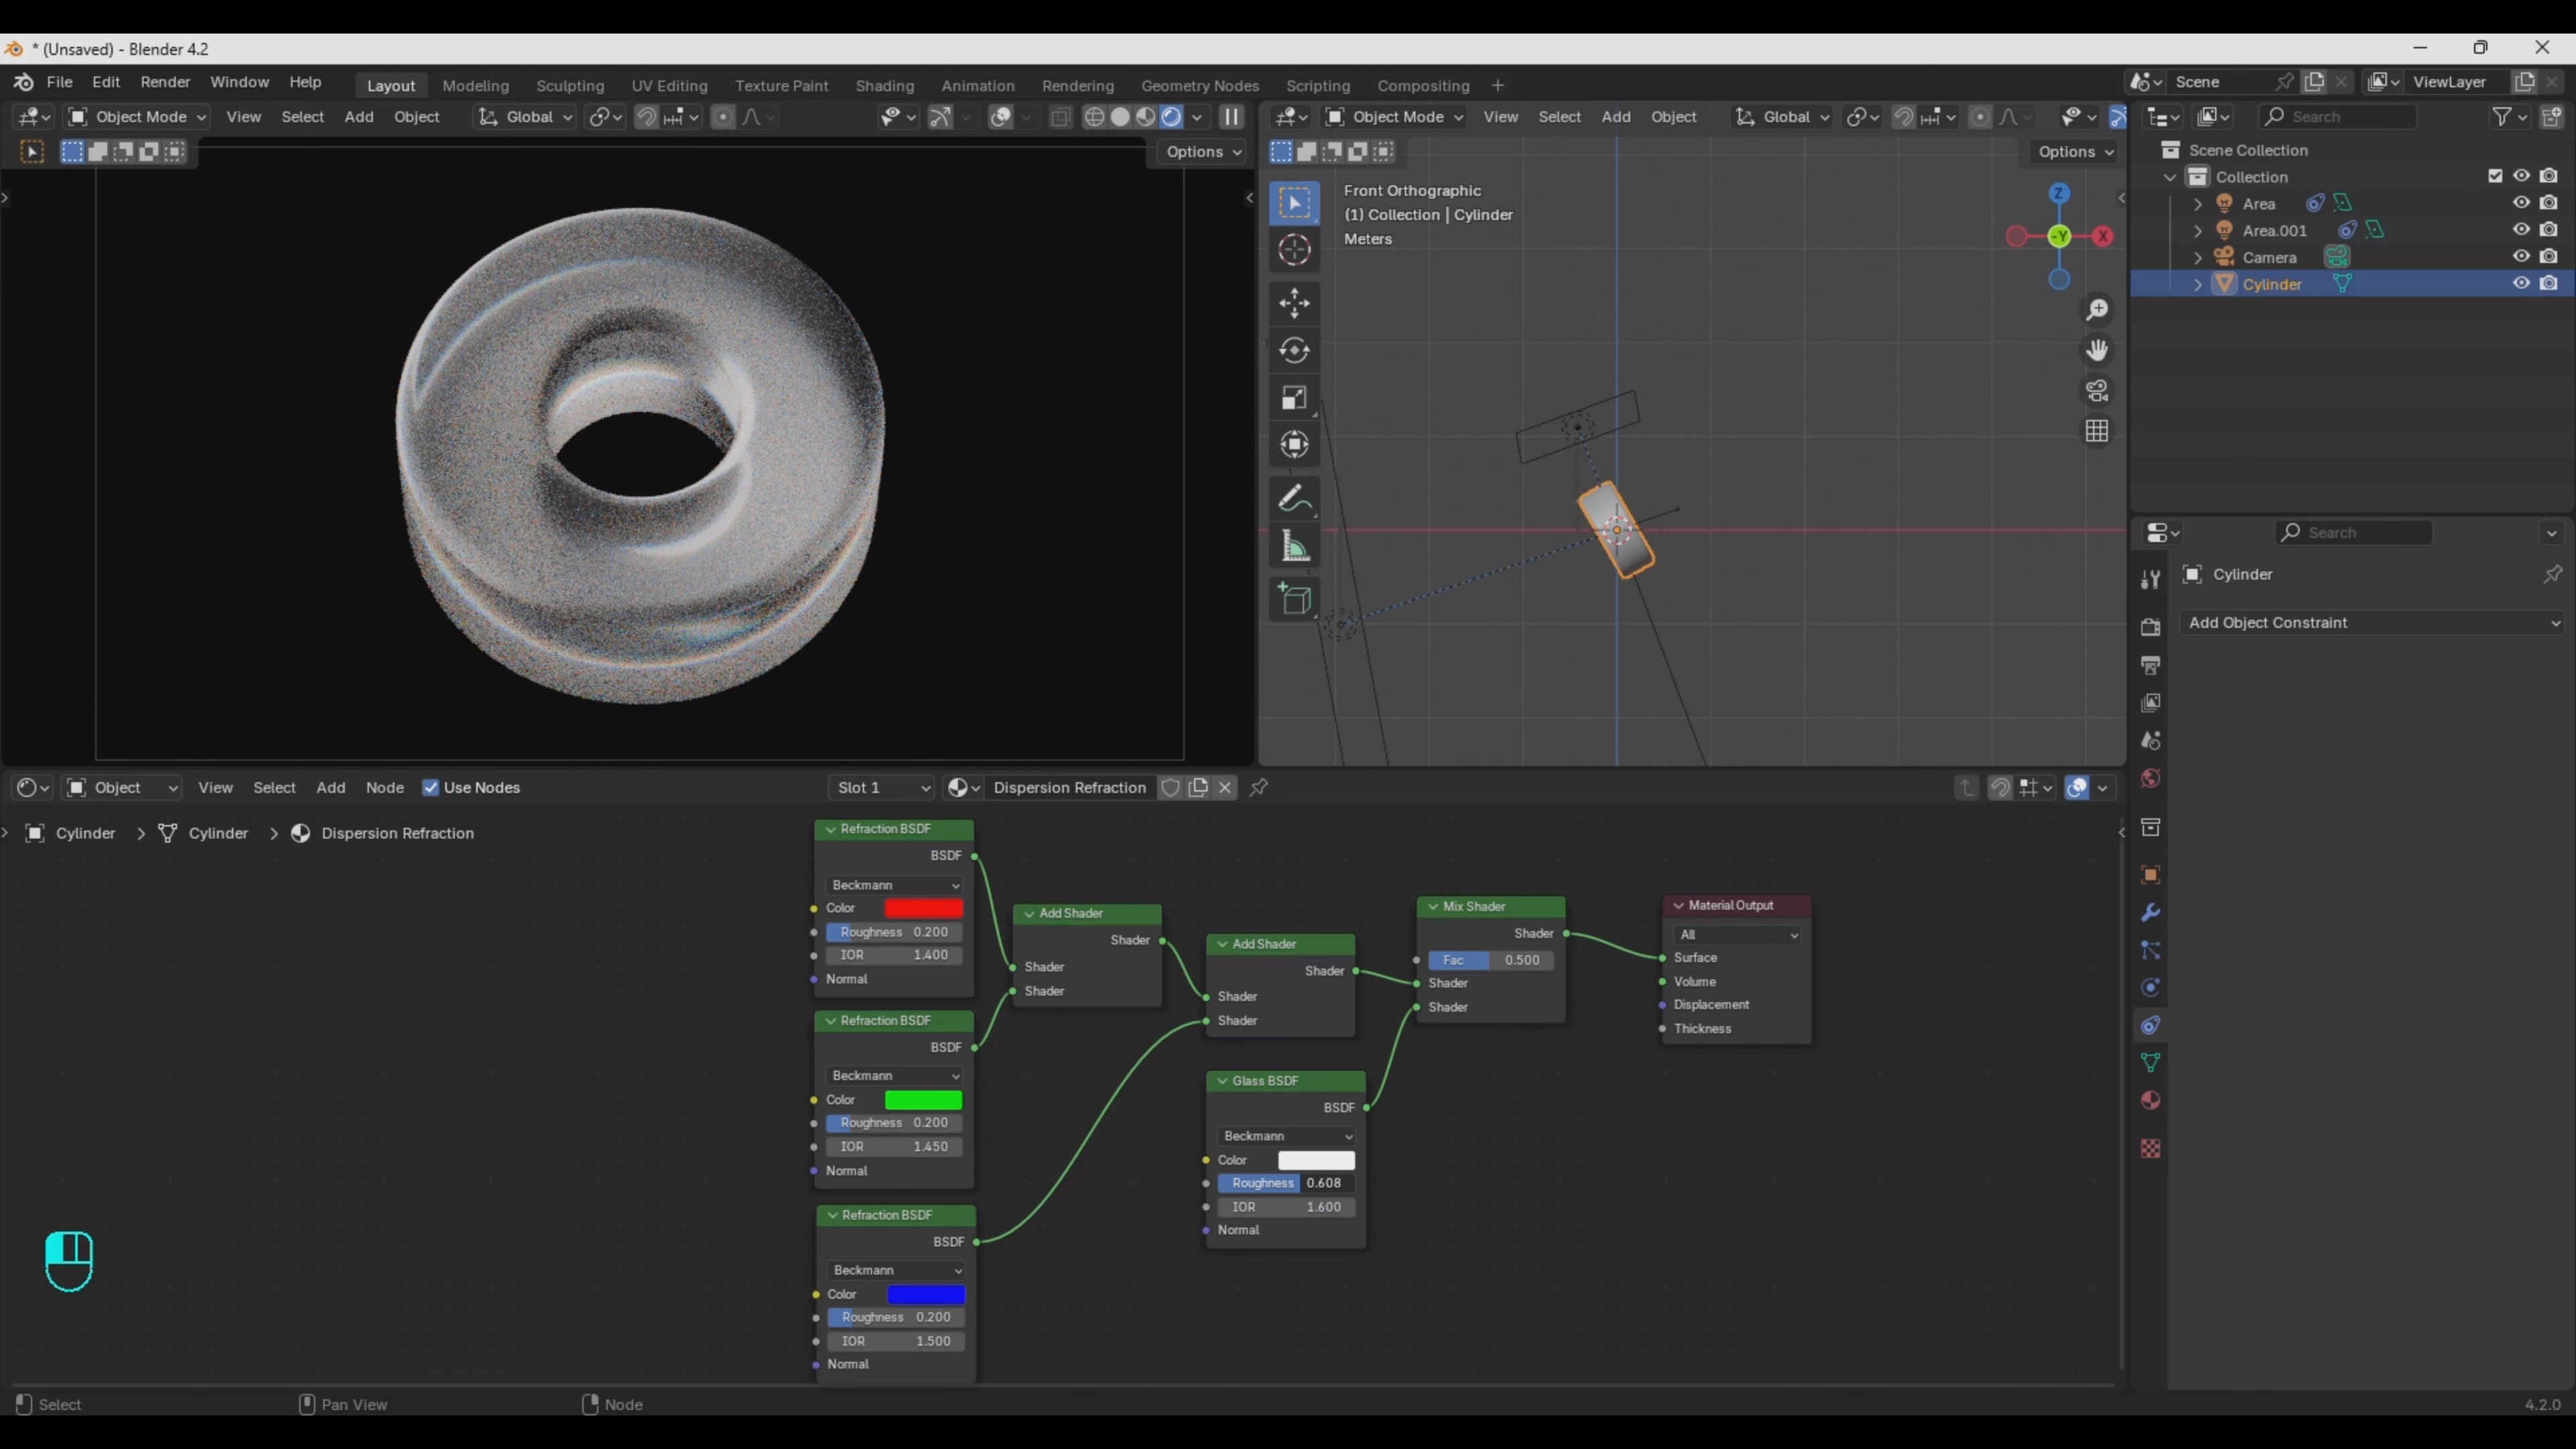 * (Unsaved) - Blender 4.2
File Edit Render Window Help Layout Modeling Sculpting UV Editing Texture Paint Shading Animation Rendering Geometry Nodes Scripting Compositing + Scene ViewLayer
Object Mode View Select Add Object Global
Object Mode View Select Add Object Global
Search
Options
Options
Front Orthographic
(1) Collection | Cylinder
Meters
Z
-Y
X
Scene Collection
Collection
Area
Area.001
Camera
Cylinder
Search
Cylinder
Add Object Constraint
Object View Select Add Node Use Nodes Slot 1 Dispersion Refraction
Cylinder > Cylinder > Dispersion Refraction
Refraction BSDF
BSDF
Beckmann
Color
Roughness 0.200
IOR 1.400
Normal
Refraction BSDF
BSDF
Beckmann
Color
Roughness 0.200
IOR 1.450
Normal
Refraction BSDF
BSDF
Beckmann
Color
Roughness 0.200
IOR 1.500
Normal
Add Shader
Shader
Shader
Shader
Add Shader
Shader
Shader
Shader
Glass BSDF
BSDF
Beckmann
Color
Roughness 0.608
IOR 1.600
Normal
Mix Shader
Shader
Fac 0.500
Shader
Shader
Material Output
All
Surface
Volume
Displacement
Thickness
Select Pan View Node 4.2.0